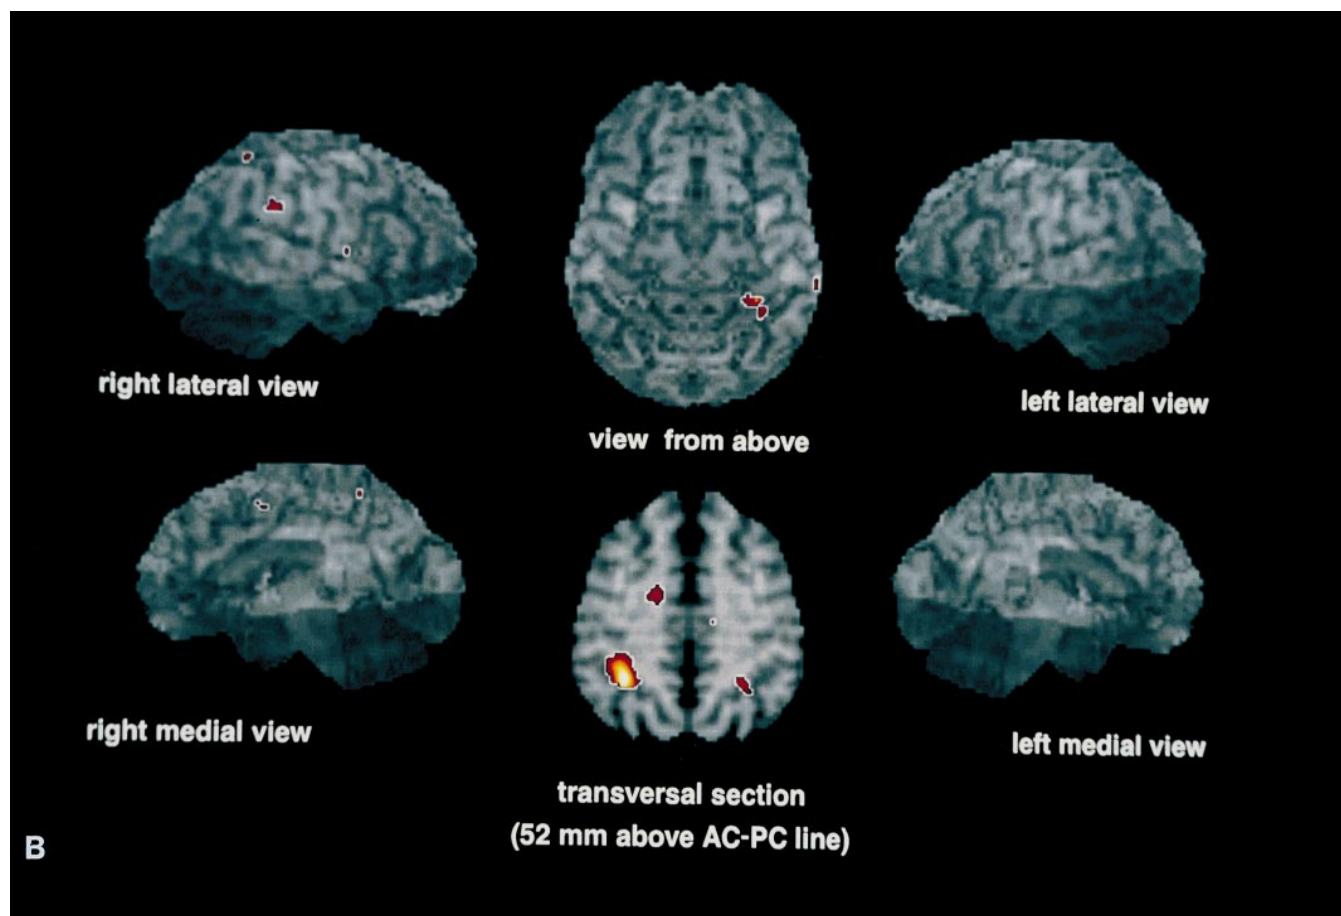 right lateral view
view from above
left lateral view
right medial view
transversal section
(52 mm above AC-PC line)
left medial view
B